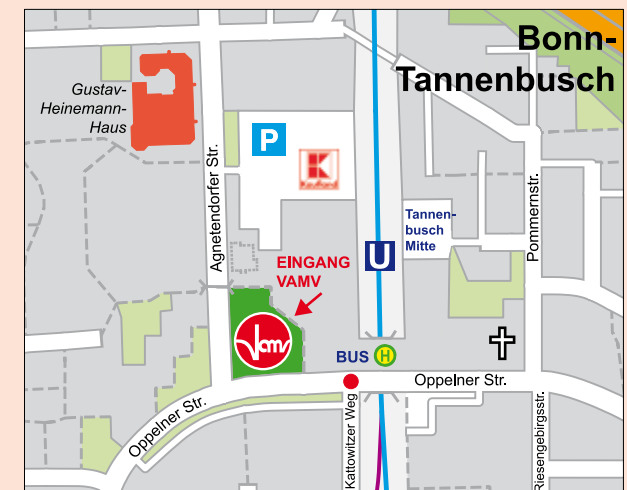 Bonn-
Tannenbusch
Gustav-
Heinemann-
Haus
P
K
Kaufland
Agnetendorfer Str.
Tannen-
busch
Mitte
Pommernstr.
U
EINGANG
VAMV
vamv
BUS H
Oppelner Str.
Oppelner Str.
Kattowitzer Weg
Riesengebirgsstr.